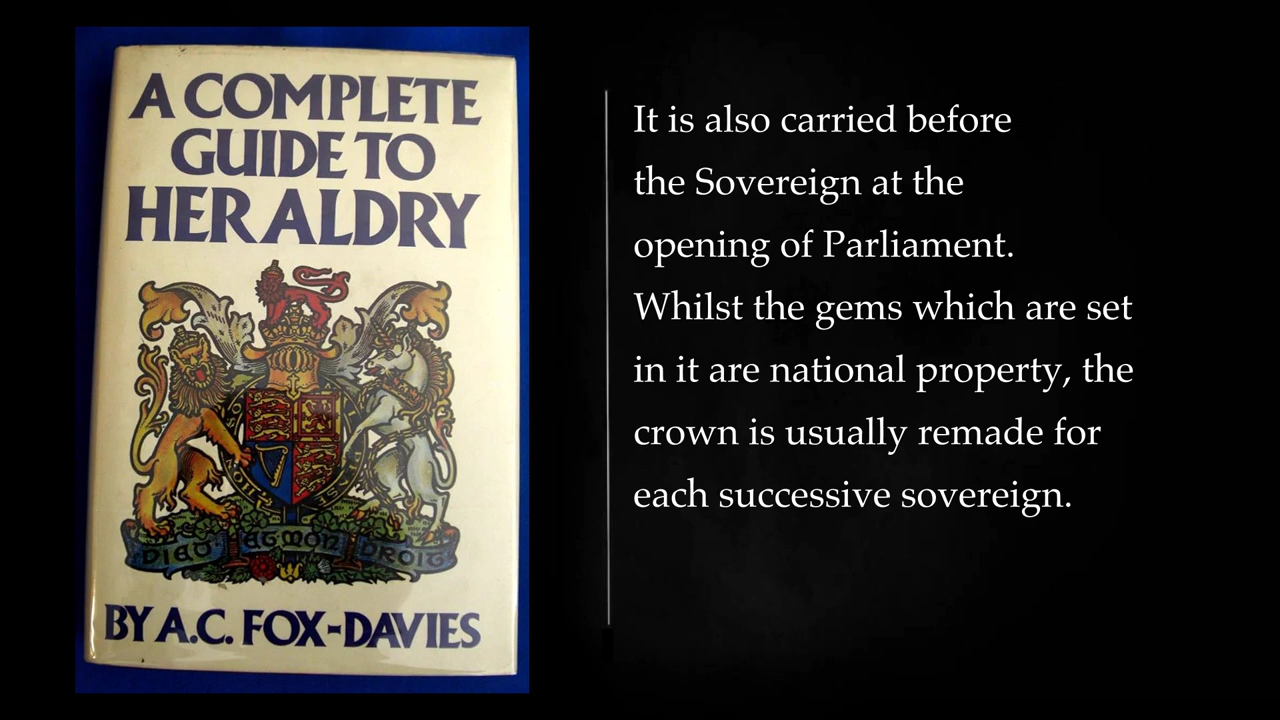 A COMPLETE
GUIDE TO
HERALDRY
DIEU ET MON DROIT
BY A.C. FOX-DAVIES
It is also carried before
the Sovereign at the
opening of Parliament.
Whilst the gems which are set
in it are national property, the
crown is usually remade for
each successive sovereign.